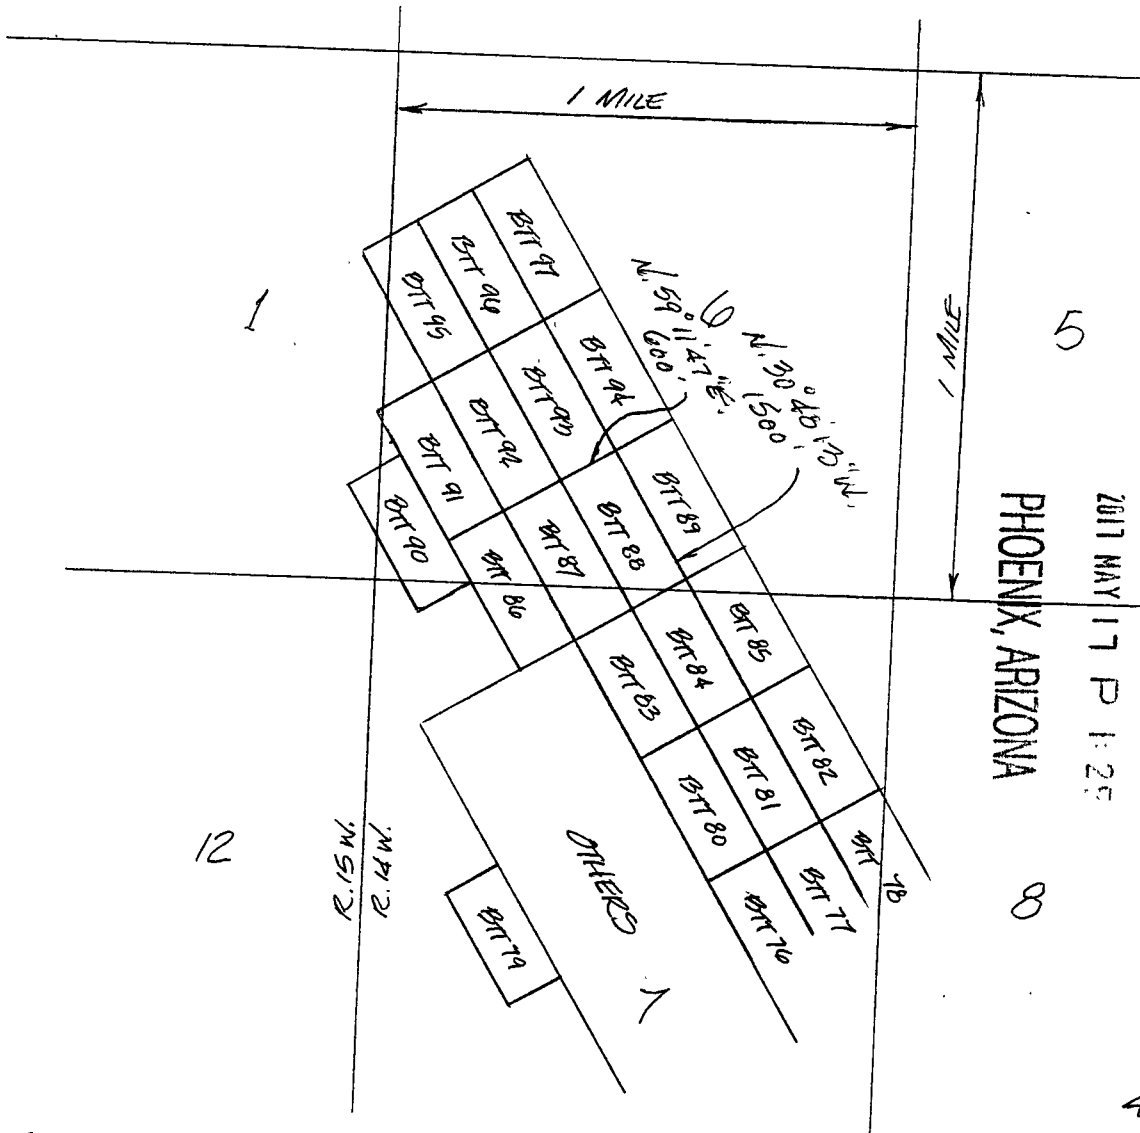 1 MILE
1 MILE
1
6
5
BTT 97
BTT 96
BTT 95
BTT 94
BTT 93
BTT 92
BTT 91
BTT 90
N. 59° 11' 47" E.
600'
N. 30° 48' 13" W.
1500'
BTT 89
BTT 88
BTT 87
BTT 86
BTT 85
BTT 84
BTT 83
BTT 82
BTT 81
BTT 80
BTT 78
BTT 77
BTT 76
2017 MAY 17 P 1:
PHOENIX, ARIZONA
12
R. 15 W.
R. 14 W.
OTHERS
BTT 79
7
8